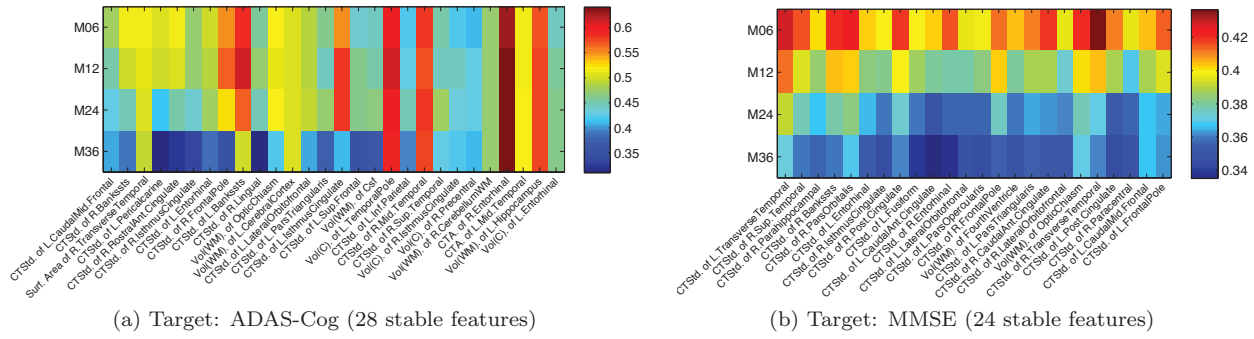 M06
M12
M24
M36
0.6
0.55
0.5
0.45
0.4
0.35
CTStd. of L.CaudalMid.Frontal
CTStd. of R.Bankssts
Surf. Area of R.TransverseTemporal
CTStd. of L.Pericalcarine
CTStd. of R.RostralAnt.Cingulate
CTStd. of R.IsthmusCingulate
CTStd. of L.Entorhinal
CTStd. of R.FrontalPole
CTStd. of L.Bankssts
CTStd. of R.Lingual
Vol(WM). of OpticChiasm
Vol(WM). of L.CerebralCortex
CTStd. of L.LateralOrbitofrontal
CTStd. of L.ParsTriangularis
CTStd. of L.IsthmusCingulate
CTStd. of L.Sup.Frontal
Vol(WM). of Csf
Vol(C). of L.TemporalPole
CTStd. of L.Inf.Parietal
CTStd. of R.Mid.Temporal
CTStd. of R.Sup.Temporal
Vol(C). of L.IsthmusCingulate
Vol(C). of R.Precentral
Vol(WM). of R.CerebellumWM
CTA. of R.Entorhinal
CTA. of L.Mid.Temporal
Vol(WM). of L.Hippocampus
Vol(C). of L.Entorhinal
(a) Target: ADAS-Cog (28 stable features)
M06
M12
M24
M36
0.42
0.4
0.38
0.36
0.34
CTStd. of L.TransverseTemporal
CTStd. of R.Sup.Temporal
CTStd. of R.Parahippocampal
CTStd. of R.Bankssts
CTStd. of R.ParsOrbitalis
CTStd. of L.Entorhinal
CTStd. of R.IsthmusCingulate
CTStd. of R.Post.Cingulate
CTStd. of L.Fusiform
CTStd. of L.CaudalAnt.Cingulate
CTStd. of R.Entorhinal
CTStd. of L.LateralOrbitofrontal
CTStd. of L.ParsOpercularis
CTStd. of R.FrontalPole
Vol(WM). of FourthVentricle
CTStd. of L.ParsTriangularis
CTStd. of R.CaudalAnt.Cingulate
CTStd. of R.LateralOrbitofrontal
Vol(WM). of OpticChiasm
CTStd. of R.TransverseTemporal
CTStd. of L.Post.Cingulate
CTStd. of R.Paracentral
CTStd. of L.CaudalMid.Frontal
CTStd. of L.FrontalPole
(b) Target: MMSE (24 stable features)